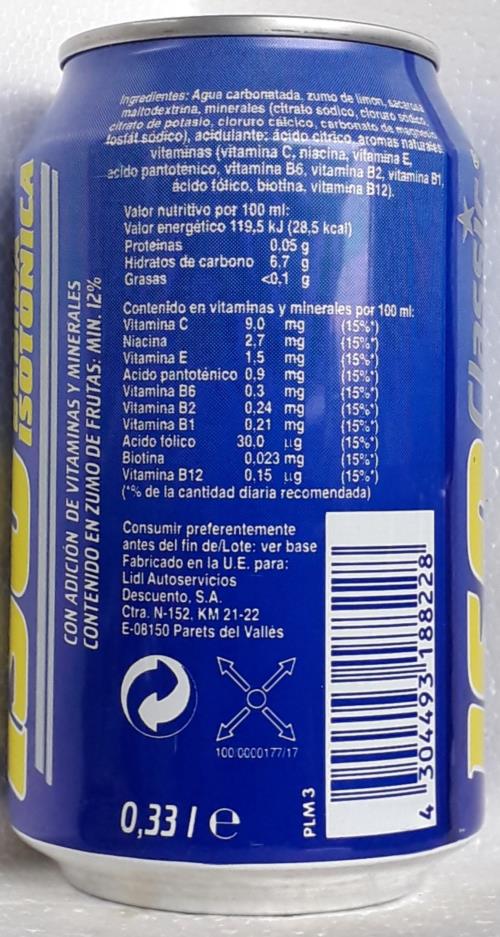 Ingredientes: Agua carbonatada, zumo de limon, sacarosa
maltodextrina, minerales (citrato sódico, cloruro sódico,
citrato de potasio, cloruro cálcico, carbonato de magnesio
fosfat sódico), acidulante: ácido cítrico, aromas naturales
vitaminas (vitamina C, niacina, vitamina E,
acido pantoténico, vitamina B6, vitamina B2, vitamina B1,
ácido fólico, biotina, vitamina B12).
Valor nutritivo por 100 ml:
Valor energético 119,5 kJ (28,5 kcal)
Proteinas 0.05 g
Hidratos de carbono 6,7 g
Grasas <0,1 g
Contenido en vitaminas y minerales por 100 ml:
Vitamina C 9,0 mg (15%*)
Niacina 2,7 mg (15%*)
Vitamina E 1,5 mg (15%*)
Acido pantoténico 0,9 mg (15%*)
Vitamina B6 0,3 mg (15%*)
Vitamina B2 0,24 mg (15%*)
Vitamina B1 0,21 mg (15%*)
Acido fólico 30,0 µg (15%*)
Biotina 0,023 mg (15%*)
Vitamina B12 0,15 µg (15%*)
(*% de la cantidad diaria recomendada)
Consumir preferentemente
antes del fin de/Lote: ver base
Fabricado en la U.E. para:
Lidl Autoservicios
Descuento, S.A.
Ctra. N-152, KM 21-22
E-08150 Parets del Vallés
100/0000177/17
0,33 l e
PLM 3
4 304493 188228
ISOTÓNICA
CON ADICIÓN DE VITAMINAS Y MINERALES
CONTENIDO EN ZUMO DE FRUTAS: MIN. 12%
Classic